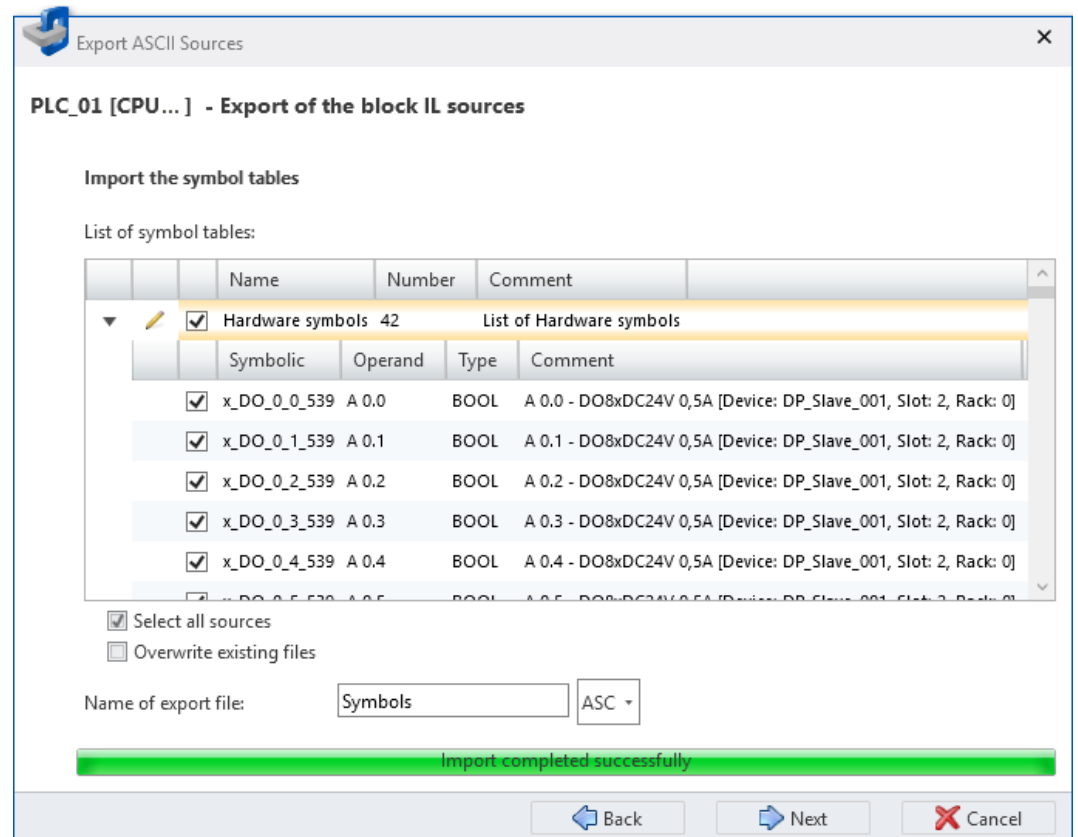 Export ASCII Sources
PLC_01 [CPU... ] - Export of the block IL sources
Import the symbol tables
List of symbol tables:
Name Number Comment
Hardware symbols 42 List of Hardware symbols
Symbolic Operand Type Comment
x_DO_0_0_539 A 0.0 BOOL A 0.0 - DO8xDC24V 0,5A [Device: DP_Slave_001, Slot: 2, Rack: 0]
x_DO_0_1_539 A 0.1 BOOL A 0.1 - DO8xDC24V 0,5A [Device: DP_Slave_001, Slot: 2, Rack: 0]
x_DO_0_2_539 A 0.2 BOOL A 0.2 - DO8xDC24V 0,5A [Device: DP_Slave_001, Slot: 2, Rack: 0]
x_DO_0_3_539 A 0.3 BOOL A 0.3 - DO8xDC24V 0,5A [Device: DP_Slave_001, Slot: 2, Rack: 0]
x_DO_0_4_539 A 0.4 BOOL A 0.4 - DO8xDC24V 0,5A [Device: DP_Slave_001, Slot: 2, Rack: 0]
Select all sources
Overwrite existing files
Name of export file: Symbols ASC
Import completed successfully
Back Next Cancel